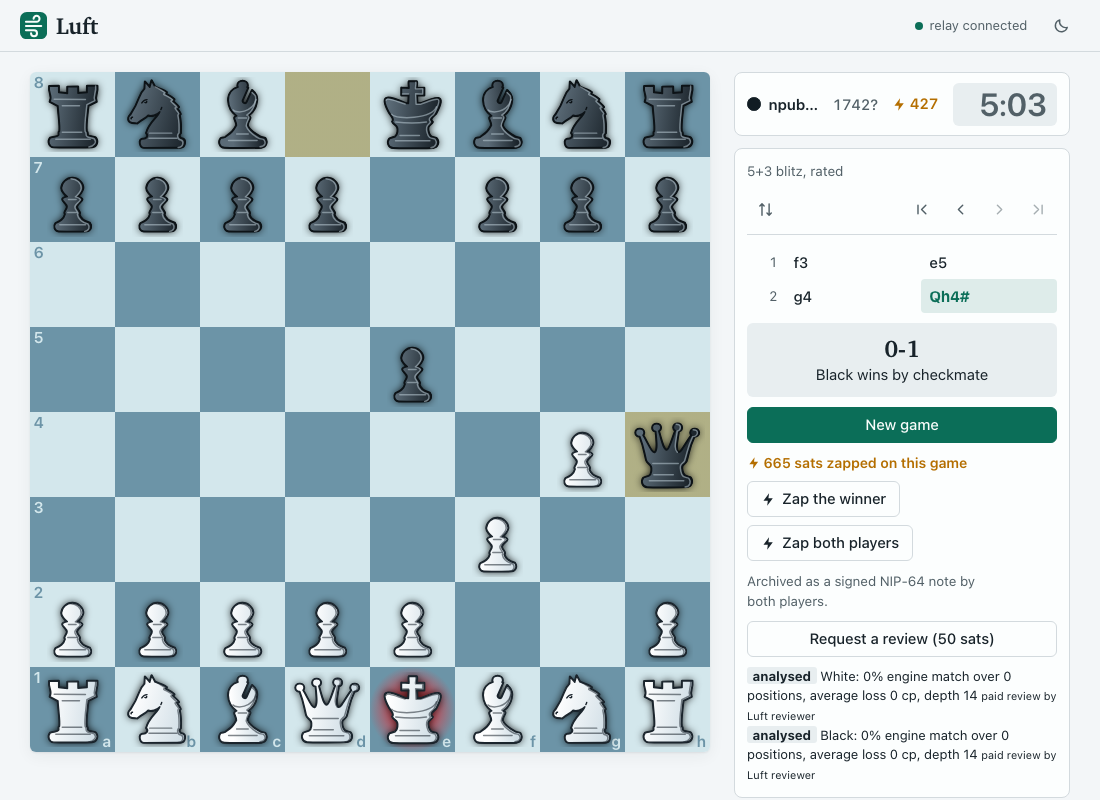 Luft
relay connected
8
7
6
5
4
3
2
1
a b c d e f g h
npub... 1742? 427 5:03
5+3 blitz, rated
1 f3 e5
2 g4 Qh4#
0-1
Black wins by checkmate
New game
665 sats zapped on this game
Zap the winner
Zap both players
Archived as a signed NIP-64 note by
both players.
Request a review (50 sats)
analysed White: 0% engine match over 0
positions, average loss 0 cp, depth 14 paid review by
Luft reviewer
analysed Black: 0% engine match over 0
positions, average loss 0 cp, depth 14 paid review by
Luft reviewer